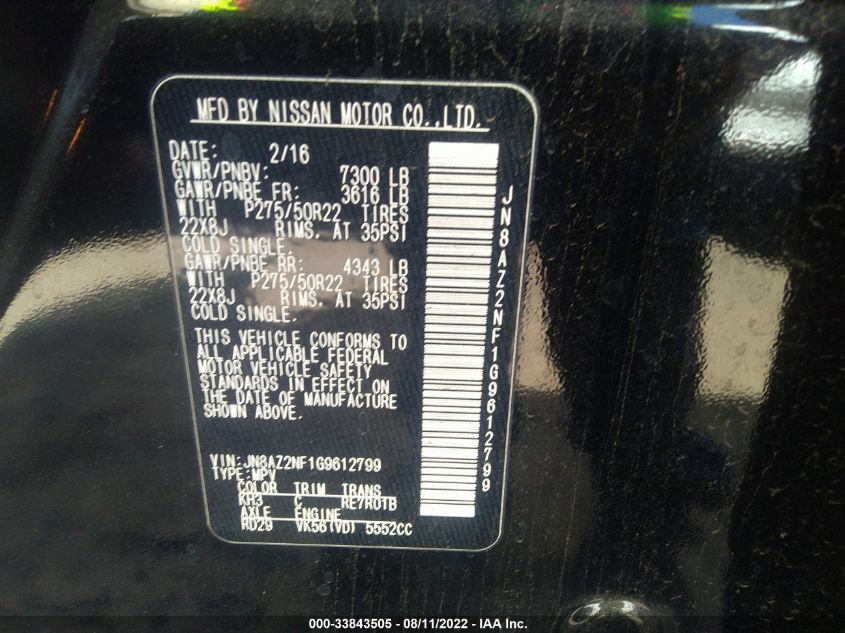 MFD BY NISSAN MOTOR CO.,LTD.
DATE: 2/16
GVWR/PNBV: 7300 LB
GAWR/PNBE FR: 3616 LB
WITH P275/50R22 TIRES
22X8J RIMS, AT 35PSI
COLD SINGLE.
GAWR/PNBE RR: 4343 LB
WITH P275/50R22 TIRES
22X8J RIMS, AT 35PSI
COLD SINGLE.
THIS VEHICLE CONFORMS TO
ALL APPLICABLE FEDERAL
MOTOR VEHICLE SAFETY
STANDARDS IN EFFECT ON
THE DATE OF MANUFACTURE
SHOWN ABOVE.
VIN:JN8AZ2NF1G9612799
TYPE:MPV
COLOR TRIM TRANS
KH3 C RE7R01B
AXLE ENGINE
RD29 VK56(VD) 5552CC
JN8AZ2NF1G9612799
000-33843505 - 08/11/2022 - IAA Inc.